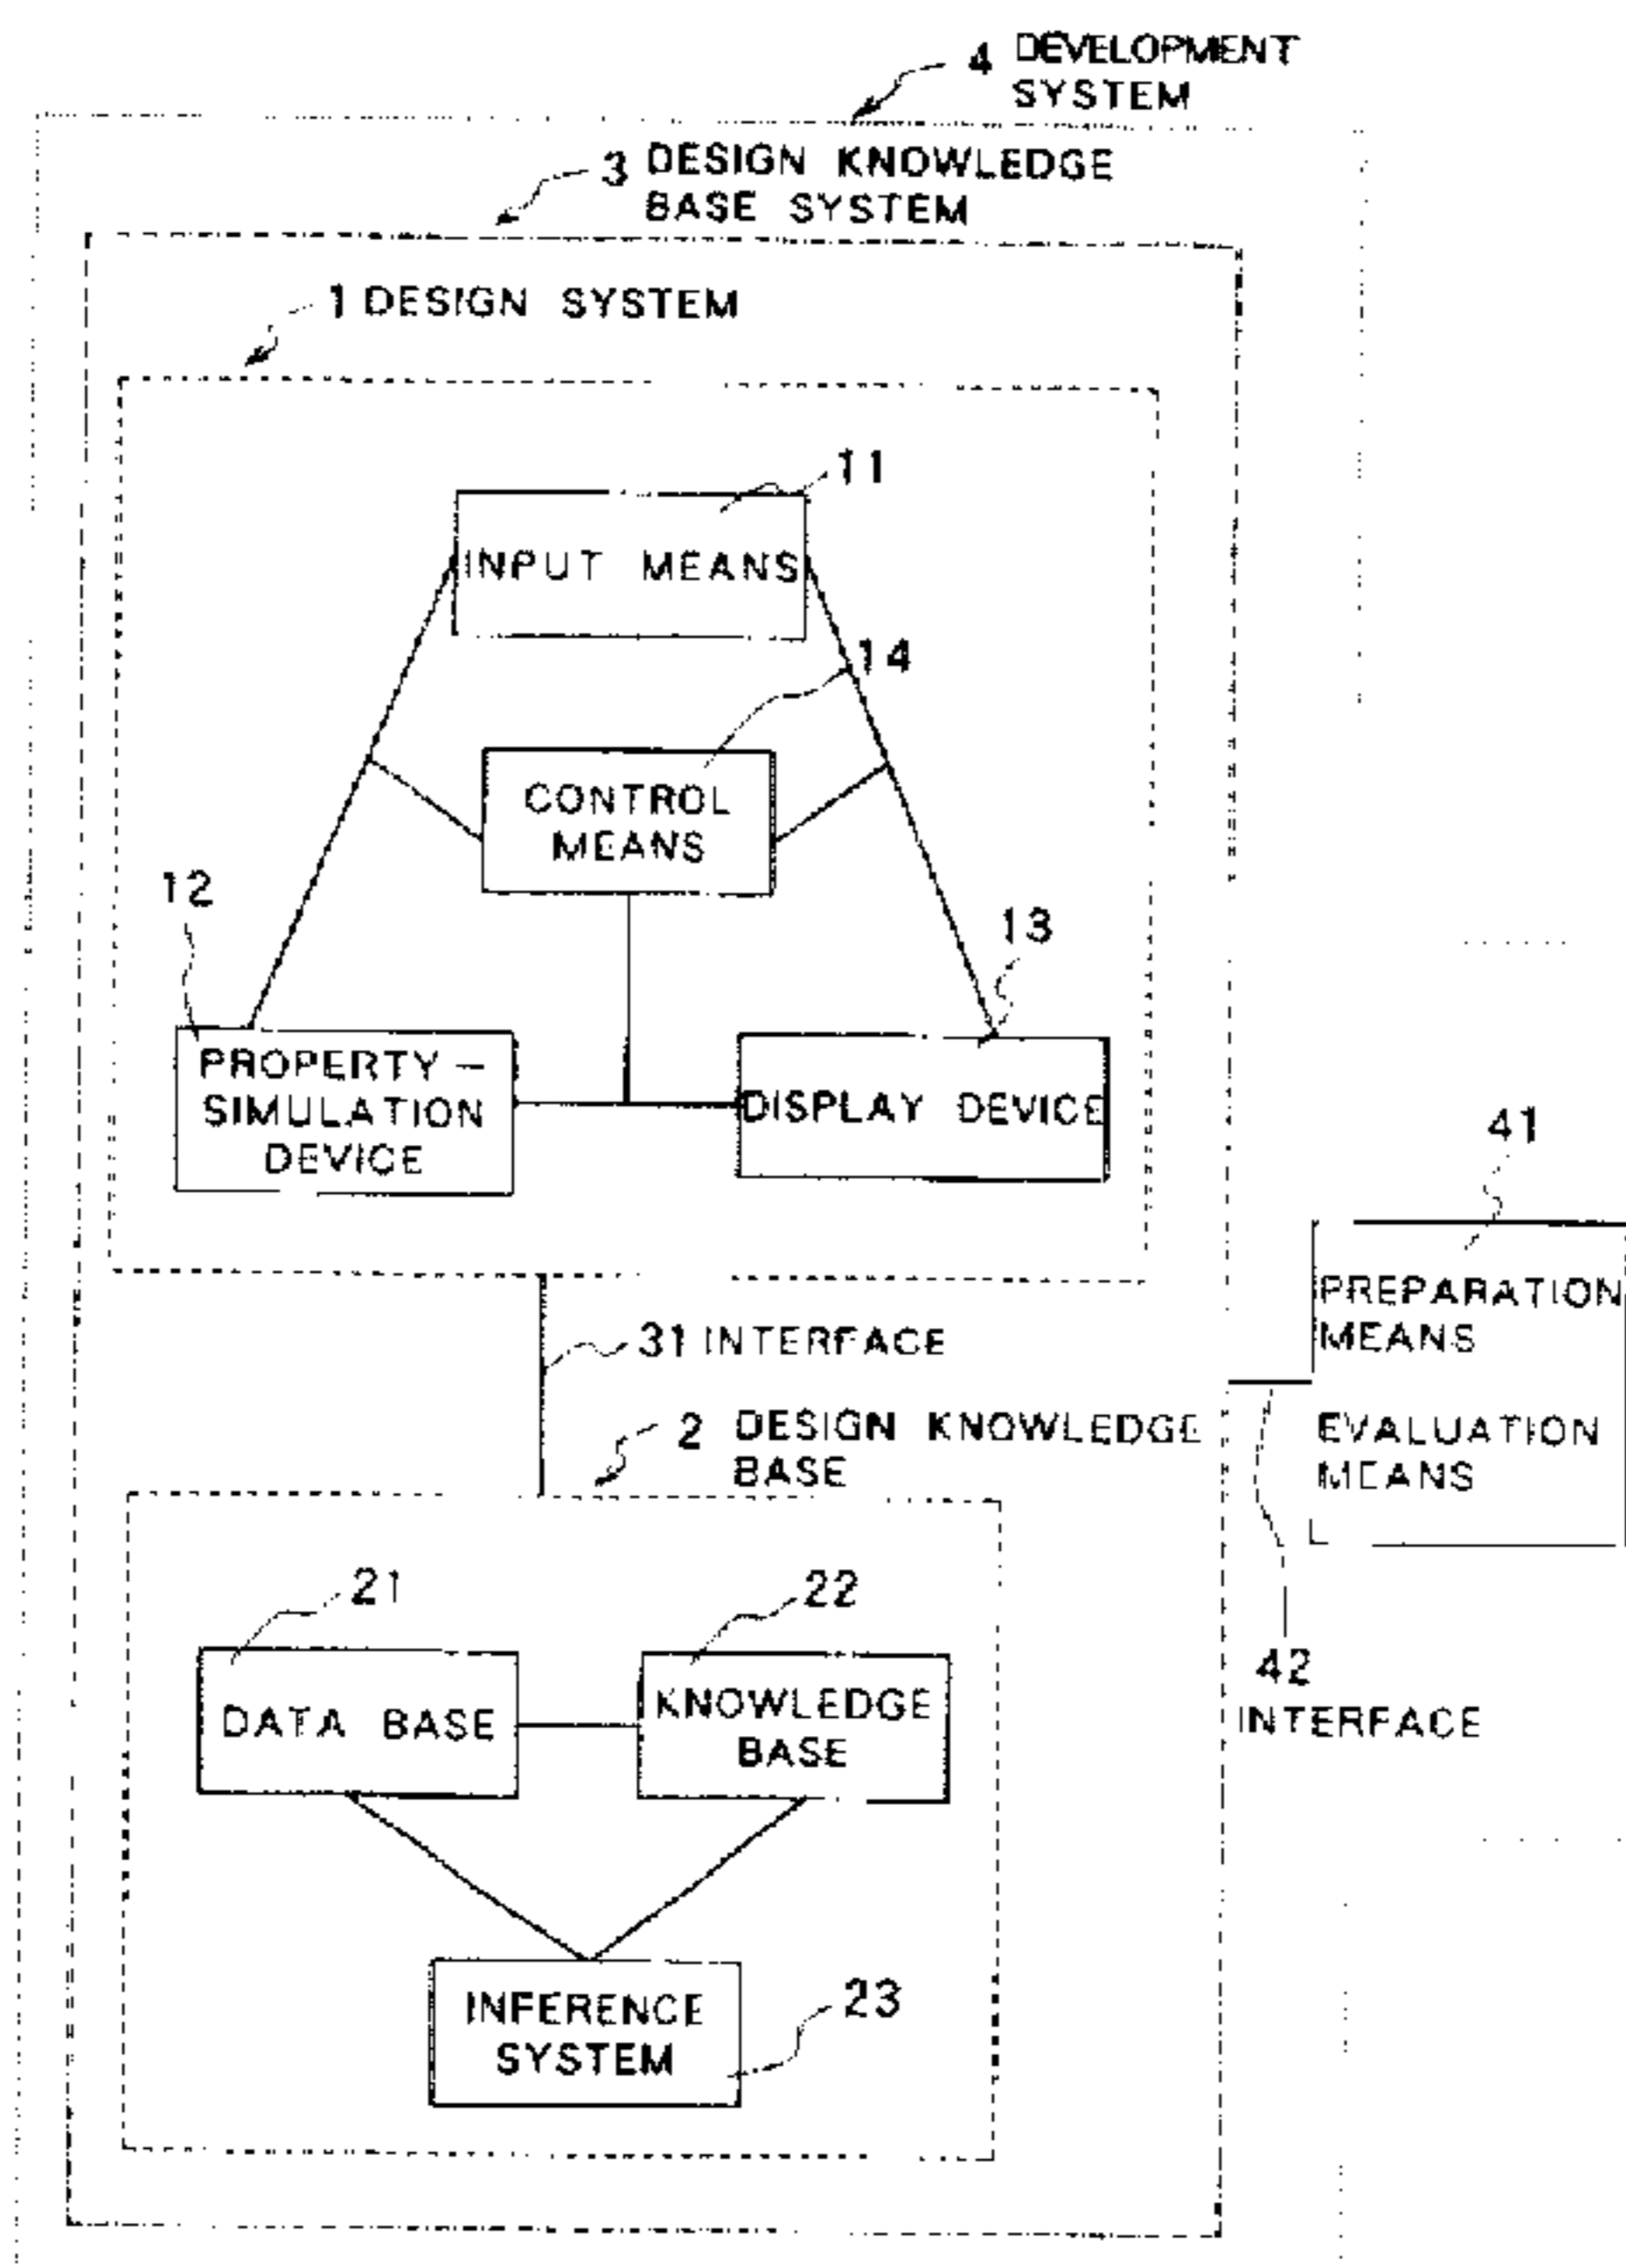 4 DEVELOPMENT
SYSTEM
3 DESIGN KNOWLEDGE
BASE SYSTEM
1 DESIGN SYSTEM
11
INPUT MEANS
14
CONTROL
MEANS
12
13
PROPERTY-
SIMULATION
DEVICE
DISPLAY DEVICE
41
PREPARATION
MEANS
EVALUATION
MEANS
31 INTERFACE
2 DESIGN KNOWLEDGE
BASE
21
22
DATA BASE
KNOWLEDGE
BASE
42
INTERFACE
INFERENCE
SYSTEM
23